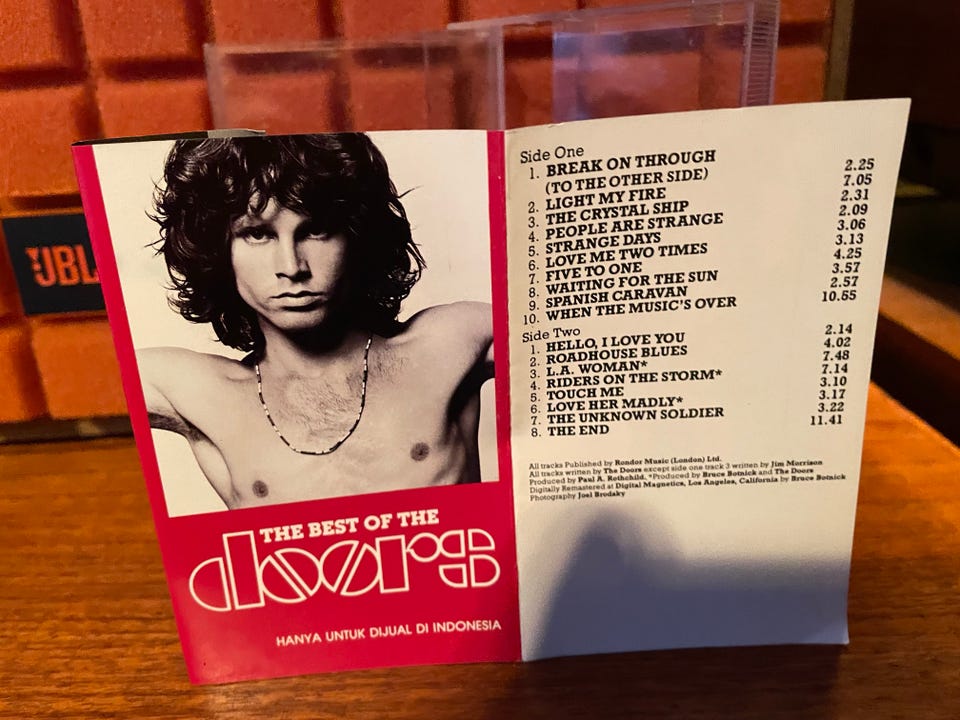 JBL
THE BEST OF THE
doors
HANYA UNTUK DIJUAL DI INDONESIA
Side One
1. BREAK ON THROUGH
(TO THE OTHER SIDE) 2.25
2. LIGHT MY FIRE 7.05
3. THE CRYSTAL SHIP 2.31
4. PEOPLE ARE STRANGE 2.09
5. STRANGE DAYS 3.06
6. LOVE ME TWO TIMES 3.13
7. FIVE TO ONE 4.25
8. WAITING FOR THE SUN 3.57
9. SPANISH CARAVAN 2.57
10. WHEN THE MUSIC'S OVER 10.55
Side Two
1. HELLO, I LOVE YOU 2.14
2. ROADHOUSE BLUES 4.02
3. L.A. WOMAN* 7.48
4. RIDERS ON THE STORM* 7.14
5. TOUCH ME 3.10
6. LOVE HER MADLY* 3.17
7. THE UNKNOWN SOLDIER 3.22
8. THE END 11.41
All tracks Published by Rondor Music (London) Ltd.
All tracks written by The Doors except side one track 3 written by Jim Morrison
Produced by Paul A. Rothchild, *Produced by Bruce Botnick and The Doors
Digitally Remastered at Digital Magnetics, Los Angeles, California by Bruce Botnick
Photography Joel Brodsky